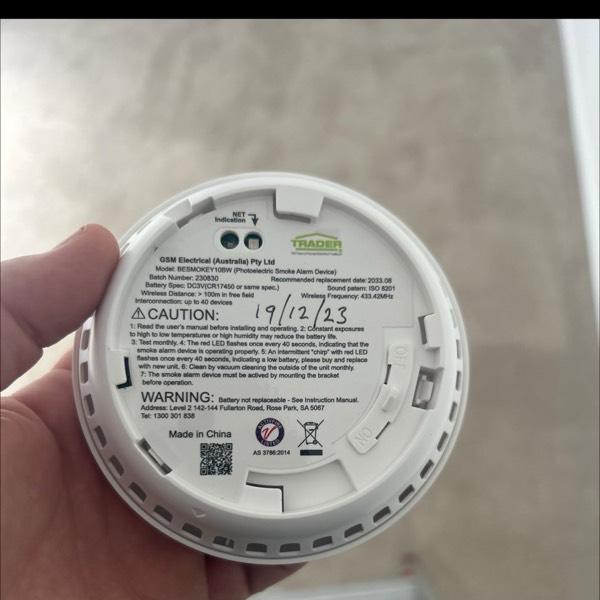 NET
Indication
TRADER
GSM Electrical (Australia) Pty Ltd
Model: BESMOKEY10BW (Photoelectric Smoke Alarm Device)
Batch Number: 230830 Recommended replacement date: 2033.08
Battery Spec: DC3V(CR17450 or same spec.) Sound patern: ISO 8201
Wireless Distance: > 100m in free field Wireless Frequency: 433.42MHz
Interconnection: up to 40 devices
19/12/23
⚠CAUTION:
1: Read the user's manual before installing and operating. 2: Constant exposures
to high to low temperatures or high humidity may reduce the battery life.
3: Test monthly. 4: The red LED flashes once every 40 seconds, indicating that the
smoke alarm device is operating properly. 5: An intermittent "chirp" with red LED
flashes once every 40 seconds, indicating a low battery, please buy and replace
with new unit. 6: Clean by vacuum cleaning the outside of the unit monthly.
7: The smoke alarm device must be actived by mounting the bracket
before operation.
WARNING: Battery not replaceable - See Instruction Manual.
Address: Level 2 142-144 Fullarton Road, Rose Park, SA 5067
Tel: 1300 301 838
Made in China
AS 3786:2014
OFF
ON